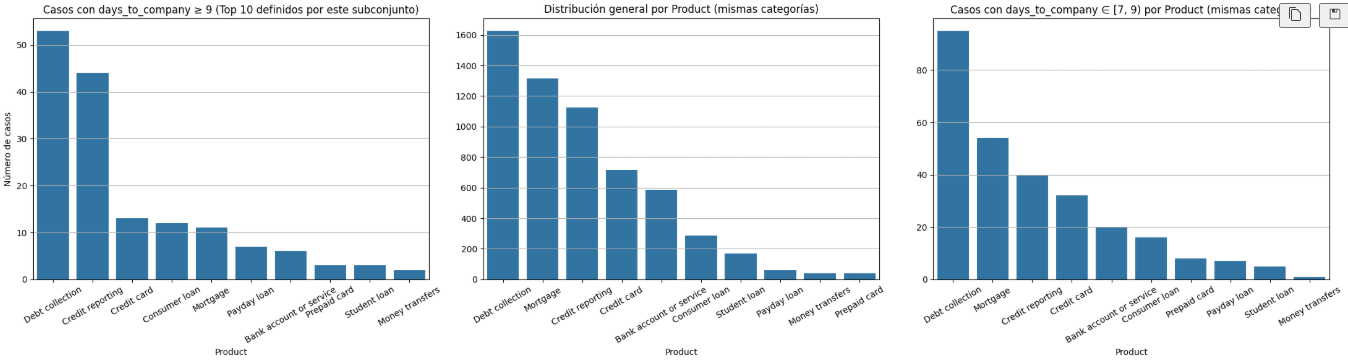 Casos con days_to_company ≥ 9 (Top 10 definidos por este subconjunto)
Número de casos
50
40
30
20
10
0
Debt collection
Credit reporting
Credit card
Consumer loan
Mortgage
Payday loan
Bank account or service
Prepaid card
Student loan
Money transfers
Product
Distribución general por Product (mismas categorías)
1600
1400
1200
1000
800
600
400
200
0
Debt collection
Mortgage
Credit reporting
Credit card
Bank account or service
Consumer loan
Student loan
Payday loan
Money transfers
Prepaid card
Product
Casos con days_to_company ∈ [7, 9) por Product (mismas categ
80
60
40
20
0
Debt collection
Mortgage
Credit reporting
Credit card
Bank account or service
Consumer loan
Prepaid card
Payday loan
Student loan
Money transfers
Product